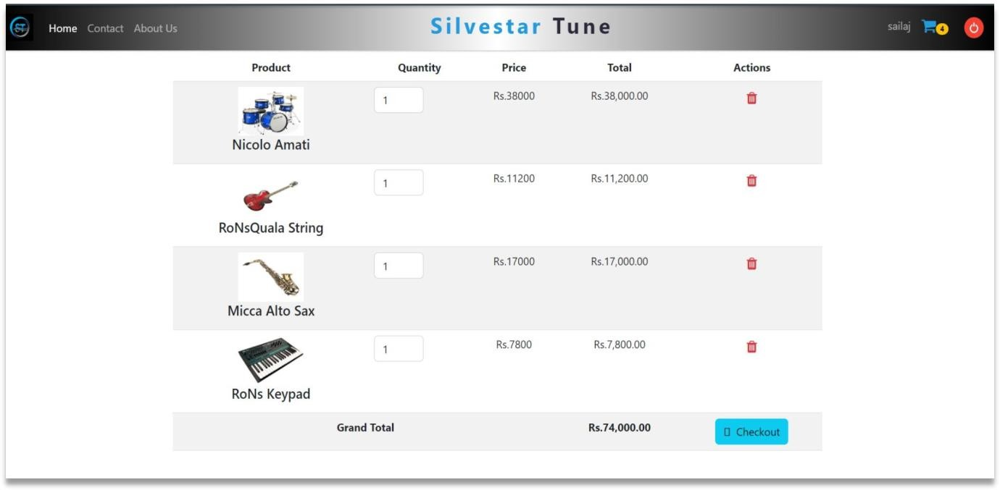 ST
Home Contact About Us
Silvestar Tune
sailaj
4
Product Quantity Price Total Actions
1 Rs.38000 Rs.38,000.00
Nicolo Amati
1 Rs.11200 Rs.11,200.00
RoNsQuala String
1 Rs.17000 Rs.17,000.00
Micca Alto Sax
1 Rs.7800 Rs.7,800.00
RoNs Keypad
Grand Total Rs.74,000.00 Checkout